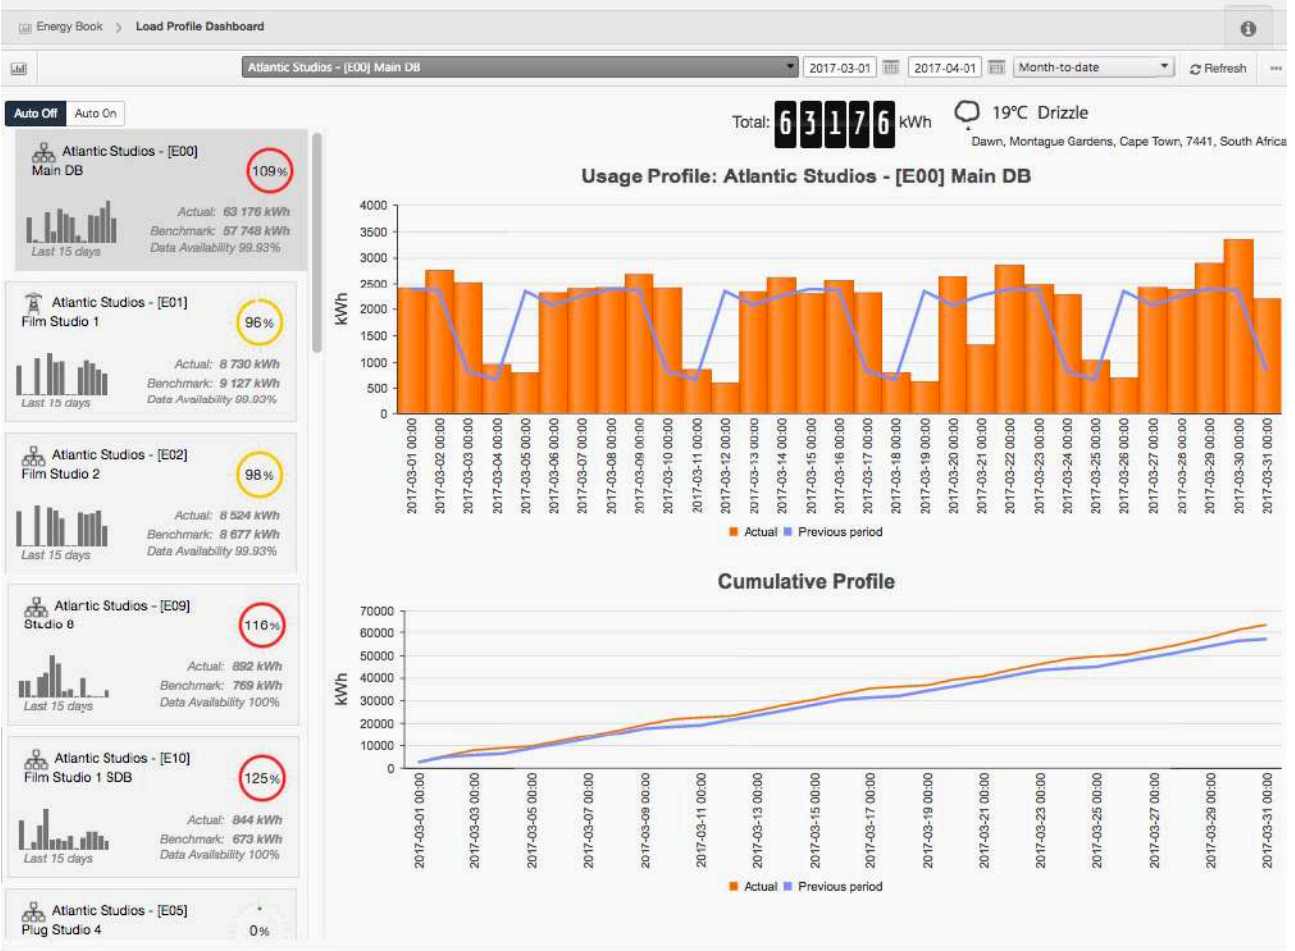 Energy Book > Load Profile Dashboard
Atlantic Studios - [E00] Main DB 2017-03-01 2017-04-01 Month-to-date Refresh ...
Auto Off Auto On
Atlantic Studios - [E00]
Main DB
109%
Actual: 63 176 kWh
Benchmark: 57 748 kWh
Data Availability 99.93%
Last 15 days
Atlantic Studios - [E01]
Film Studio 1
96%
Actual: 8 730 kWh
Benchmark: 9 127 kWh
Data Availability 99.93%
Last 15 days
Atlantic Studios - [E02]
Film Studio 2
98%
Actual: 8 524 kWh
Benchmark: 8 677 kWh
Data Availability 99.93%
Last 15 days
Atlantic Studios - [E09]
Studio 8
116%
Actual: 892 kWh
Benchmark: 769 kWh
Data Availability 100%
Last 15 days
Atlantic Studios - [E10]
Film Studio 1 SDB
125%
Actual: 844 kWh
Benchmark: 673 kWh
Data Availability 100%
Last 15 days
Atlantic Studios - [E05]
Plug Studio 4
0%
Total: 63176 kWh
19°C Drizzle
Dawn, Montague Gardens, Cape Town, 7441, South Africa
Usage Profile: Atlantic Studios - [E00] Main DB
kWh
4000
3500
3000
2500
2000
1500
1000
500
0
2017-03-01 00:00
2017-03-02 00:00
2017-03-03 00:00
2017-03-04 00:00
2017-03-05 00:00
2017-03-06 00:00
2017-03-07 00:00
2017-03-08 00:00
2017-03-09 00:00
2017-03-10 00:00
2017-03-11 00:00
2017-03-12 00:00
2017-03-13 00:00
2017-03-14 00:00
2017-03-15 00:00
2017-03-16 00:00
2017-03-17 00:00
2017-03-18 00:00
2017-03-19 00:00
2017-03-20 00:00
2017-03-21 00:00
2017-03-22 00:00
2017-03-23 00:00
2017-03-24 00:00
2017-03-25 00:00
2017-03-26 00:00
2017-03-27 00:00
2017-03-28 00:00
2017-03-29 00:00
2017-03-30 00:00
2017-03-31 00:00
Actual Previous period
Cumulative Profile
kWh
70000
60000
50000
40000
30000
20000
10000
0
2017-03-01 00:00
2017-03-03 00:00
2017-03-05 00:00
2017-03-07 00:00
2017-03-09 00:00
2017-03-11 00:00
2017-03-13 00:00
2017-03-15 00:00
2017-03-17 00:00
2017-03-19 00:00
2017-03-21 00:00
2017-03-23 00:00
2017-03-25 00:00
2017-03-27 00:00
2017-03-29 00:00
2017-03-31 00:00
Actual Previous period